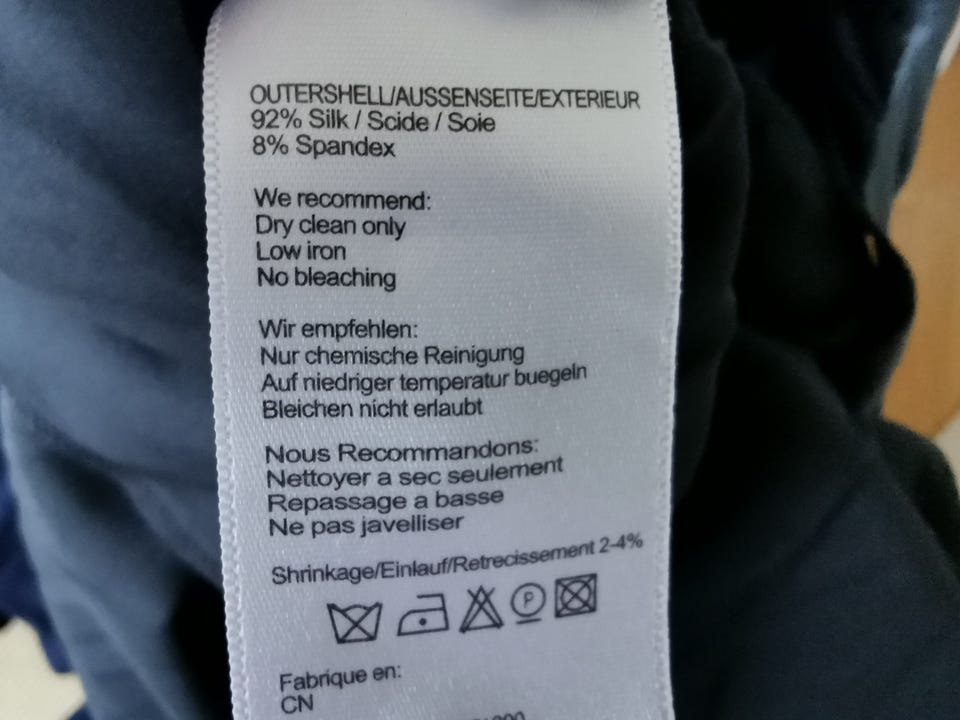 OUTERSHELL/AUSSENSEITE/EXTERIEUR
92% Silk / Scide / Soie
8% Spandex
We recommend:
Dry clean only
Low iron
No bleaching
Wir empfehlen:
Nur chemische Reinigung
Auf niedriger temperatur buegeln
Bleichen nicht erlaubt
Nous Recommandons:
Nettoyer a sec seulement
Repassage a basse
Ne pas javelliser
Shrinkage/Einlauf/Retrecissement 2-4%
P
Fabrique en:
CN